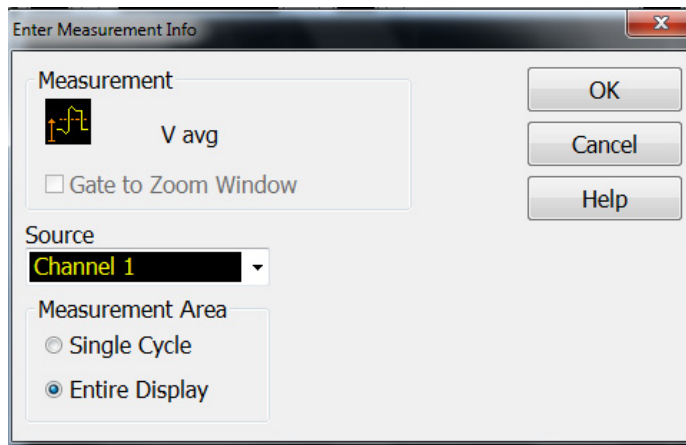 Enter Measurement Info
Measurement
V avg
Gate to Zoom Window
Source
Channel 1
Measurement Area
Single Cycle
Entire Display
OK
Cancel
Help